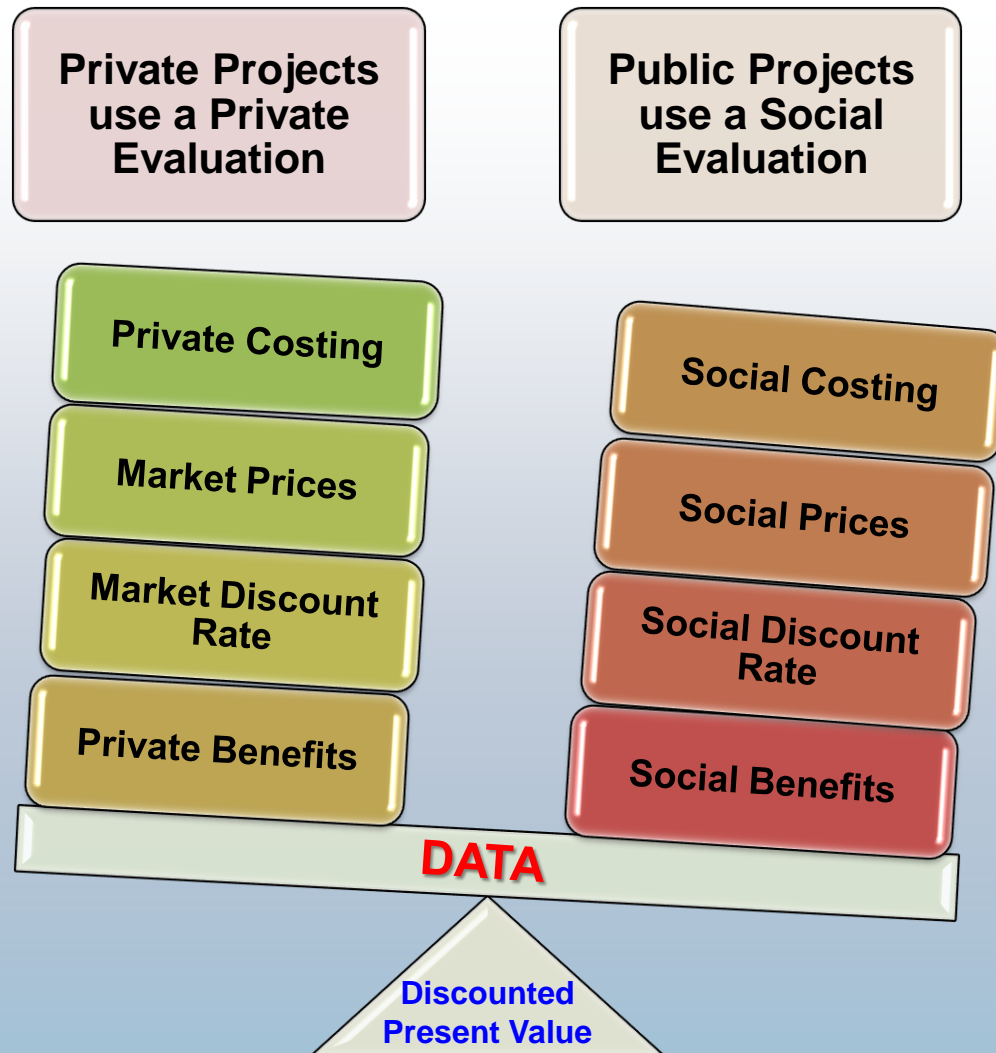 Private Projects
use a Private
Evaluation
Public Projects
use a Social
Evaluation
Private Costing
Market Prices
Market Discount
Rate
Private Benefits
Social Costing
Social Prices
Social Discount
Rate
Social Benefits
DATA
Discounted
Present Value